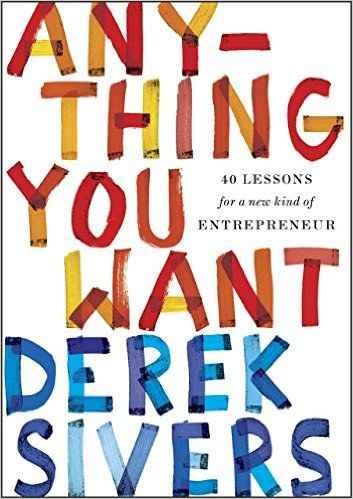 ANY-
THING
YOU
40 LESSONS
for a new kind of
ENTREPRENEUR
WANT
DEREK
SIVERS